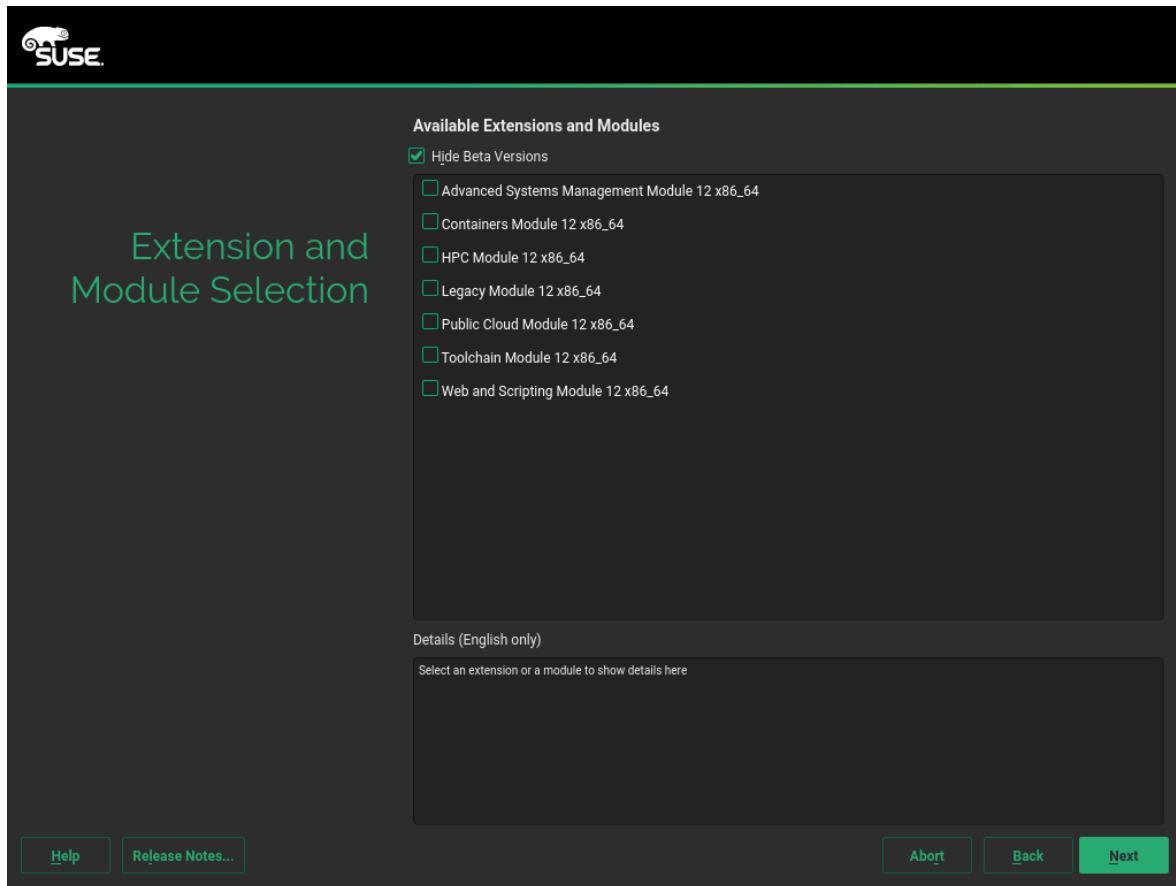 SUSE.
Available Extensions and Modules
Hide Beta Versions
Advanced Systems Management Module 12 x86_64
Containers Module 12 x86_64
Extension and
Module Selection
HPC Module 12 x86_64
Legacy Module 12 x86_64
Public Cloud Module 12 x86_64
Toolchain Module 12 x86_64
Web and Scripting Module 12 x86_64
Details (English only)
Select an extension or a module to show details here
Help
Release Notes...
Abort
Back
Next